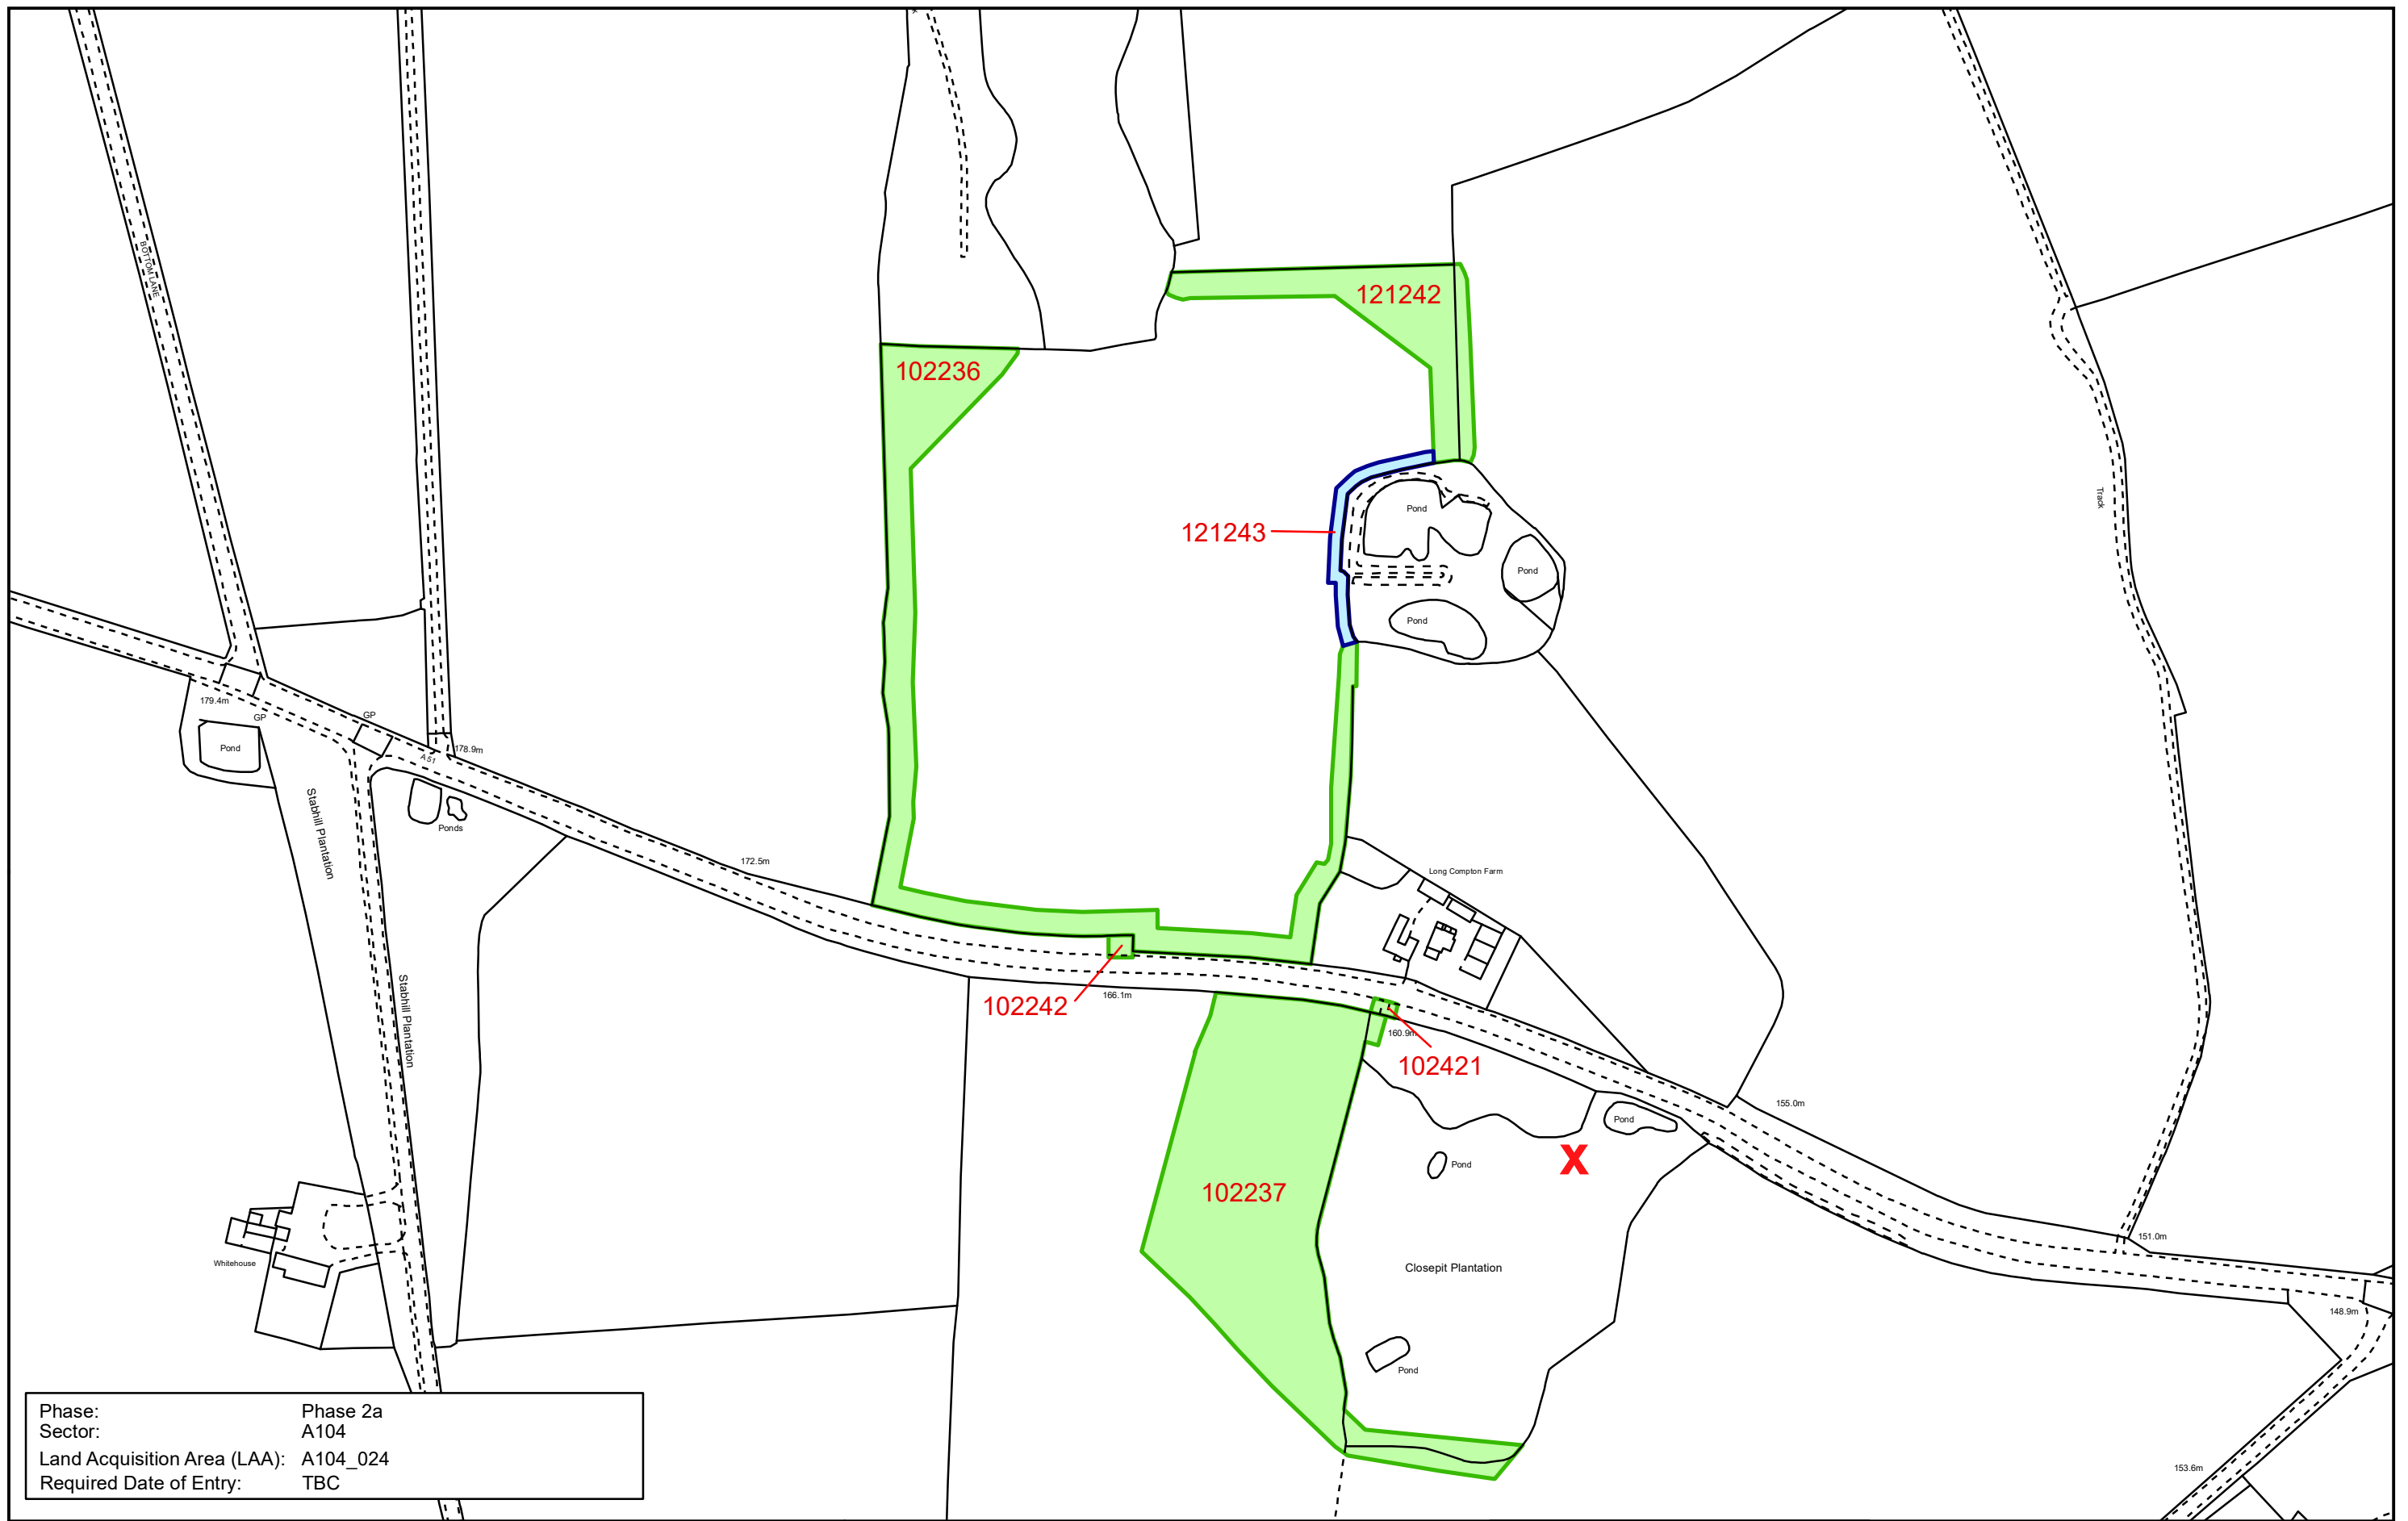 BOTTOM LANE
121242
102236
Track
Pond
121243
Pond
Pond
179.4m
GP
GP
Pond
178.9m
A 51
Ponds
Stabhill Plantation
172.5m
Long Compton Farm
Stabhill Plantation
102242
166.1m
160.9m
102421
155.0m
Pond
X
Pond
102237
151.0m
Whitehouse
Closepit Plantation
148.9m
Pond
Phase: Phase 2a
Sector: A104
Land Acquisition Area (LAA): A104_024
Required Date of Entry: TBC
153.6m